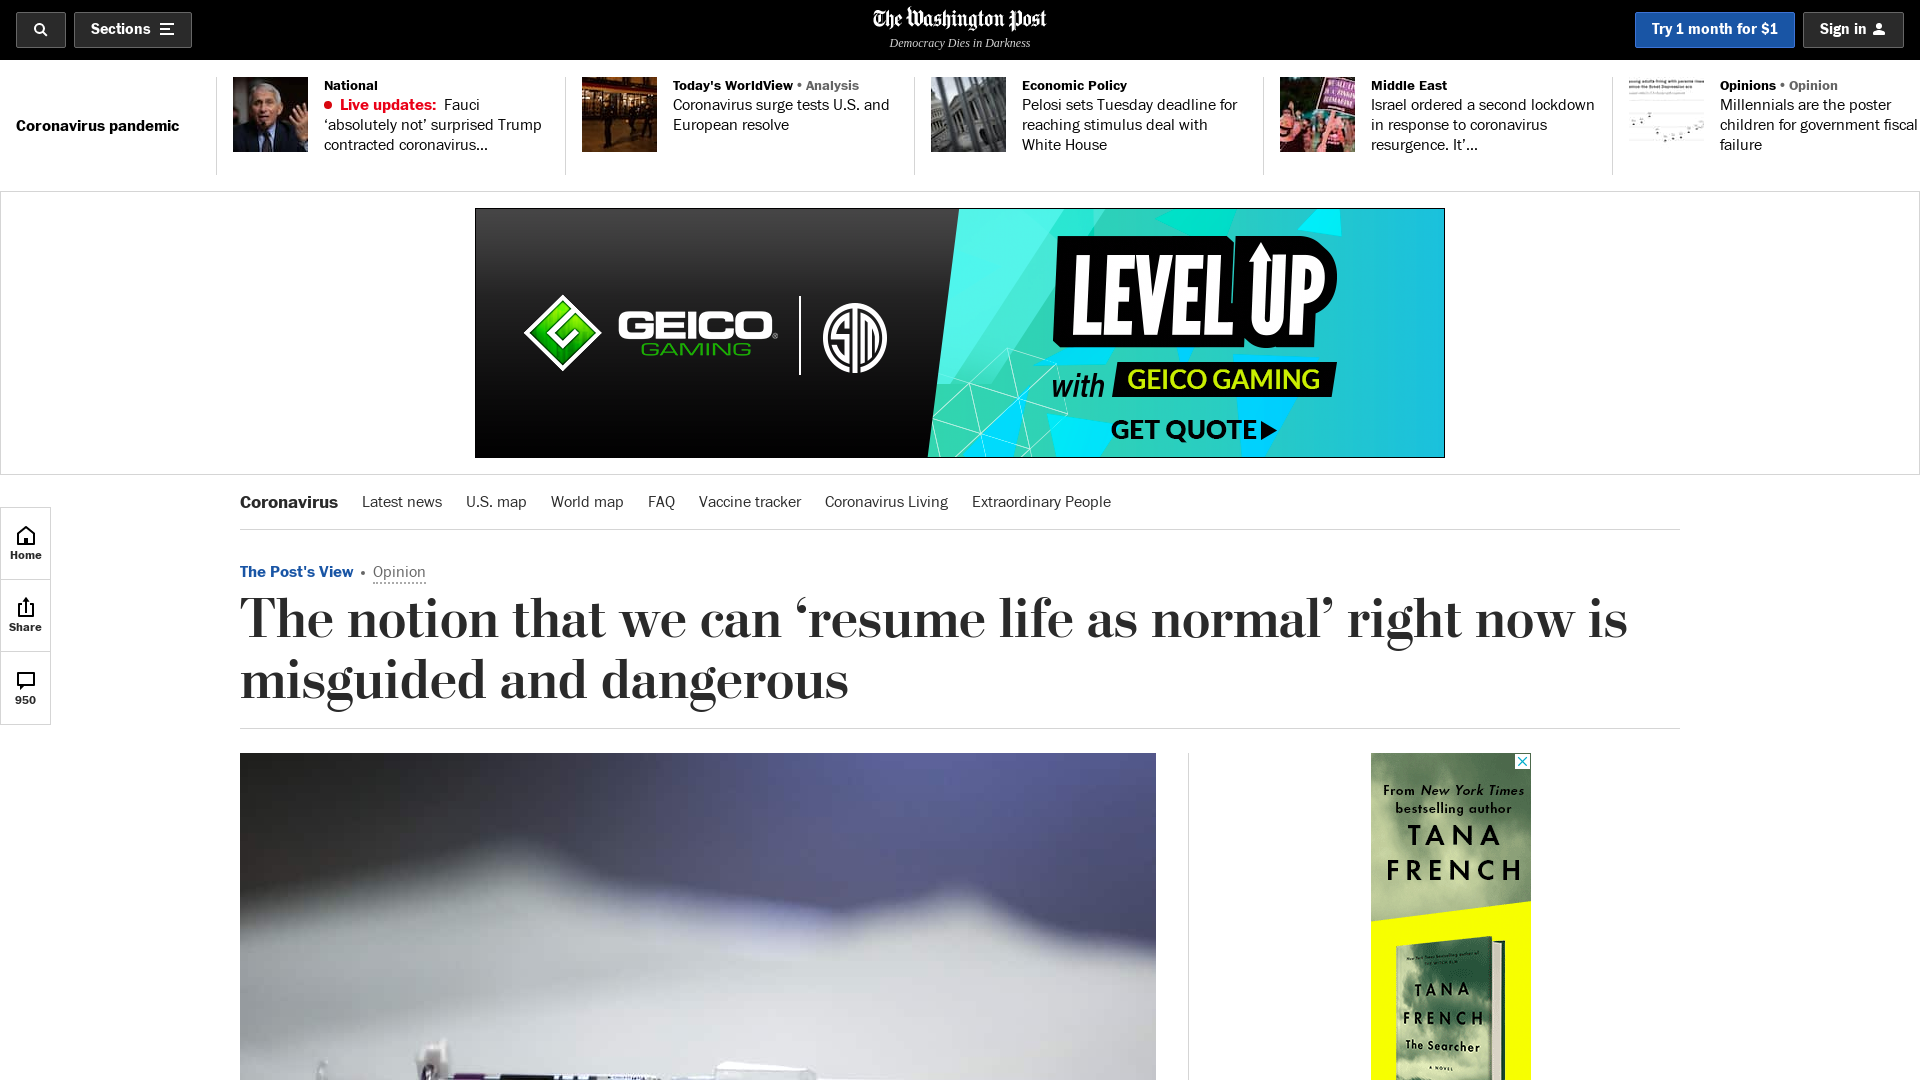 Sections
The Washington Post
Democracy Dies in Darkness
Try 1 month for $1
Sign in
Coronavirus pandemic
National
Live updates: Fauci
‘absolutely not’ surprised Trump
contracted coronavirus...
Today's WorldView • Analysis
Coronavirus surge tests U.S. and
European resolve
Economic Policy
Pelosi sets Tuesday deadline for
reaching stimulus deal with
White House
Middle East
Israel ordered a second lockdown
in response to coronavirus
resurgence. It’...
Opinions • Opinion
Millennials are the poster
children for government fiscal
failure
GEICO
GAMING
TSM
LEVEL UP
with GEICO GAMING
GET QUOTE
Coronavirus
Latest news
U.S. map
World map
FAQ
Vaccine tracker
Coronavirus Living
Extraordinary People
Home
Share
950
The Post's View • Opinion
The notion that we can ‘resume life as normal’ right now is
misguided and dangerous
From New York Times
bestselling author
TANA
FRENCH
TANA
FRENCH
The Searcher
A NOVEL